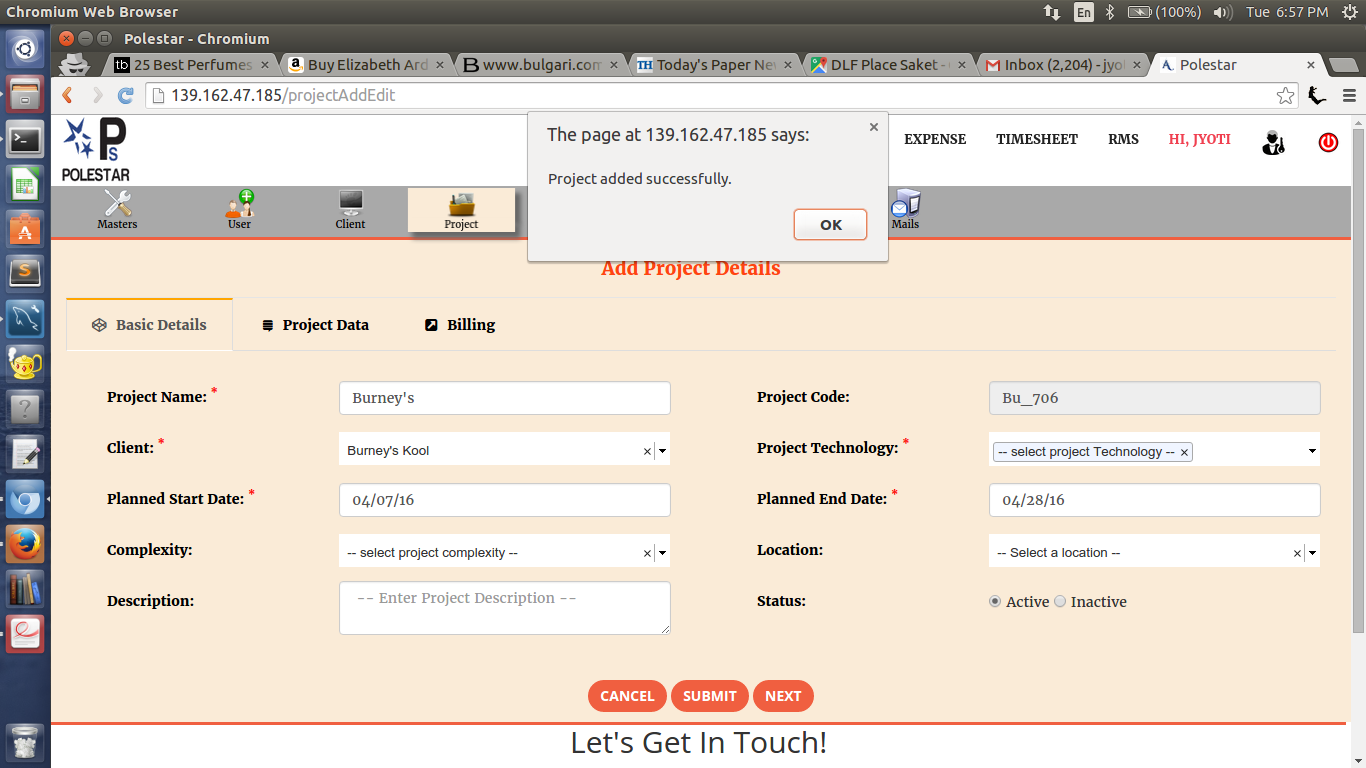 Chromium Web Browser
En (100%) Tue 6:57 PM
Polestar - Chromium
tb 25 Best Perfumes ×
a Buy Elizabeth Ard ×
B www.bulgari.com ×
TH Today's Paper Nev ×
DLF Place Saket - ×
Inbox (2,204) - jyo ×
Polestar ×
139.162.47.185/projectAddEdit
PS
POLESTAR
EXPENSE TIMESHEET RMS HI, JYOTI
Masters User Client Project Mails
The page at 139.162.47.185 says: ×
Project added successfully.
OK
Add Project Details
Basic Details Project Data Billing
Project Name: * Burney's Project Code: Bu_706
Client: * Burney's Kool × Project Technology: * -- select project Technology -- ×
Planned Start Date: * 04/07/16 Planned End Date: * 04/28/16
Complexity: -- select project complexity -- × Location: -- Select a location -- ×
Description: -- Enter Project Description -- Status: Active Inactive
CANCEL SUBMIT NEXT
Let's Get In Touch!